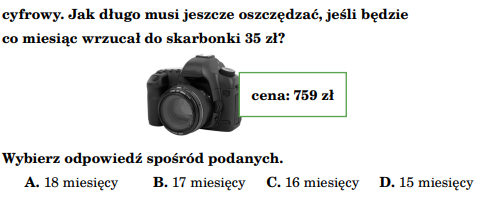 cyfrowy. Jak długo musi jeszcze oszczędzać, jeśli będzie
co miesiąc wrzucał do skarbonki 35 zł?
cena: 759 zł
Wybierz odpowiedź spośród podanych.
A. 18 miesięcy B. 17 miesięcy C. 16 miesięcy D. 15 miesięcy